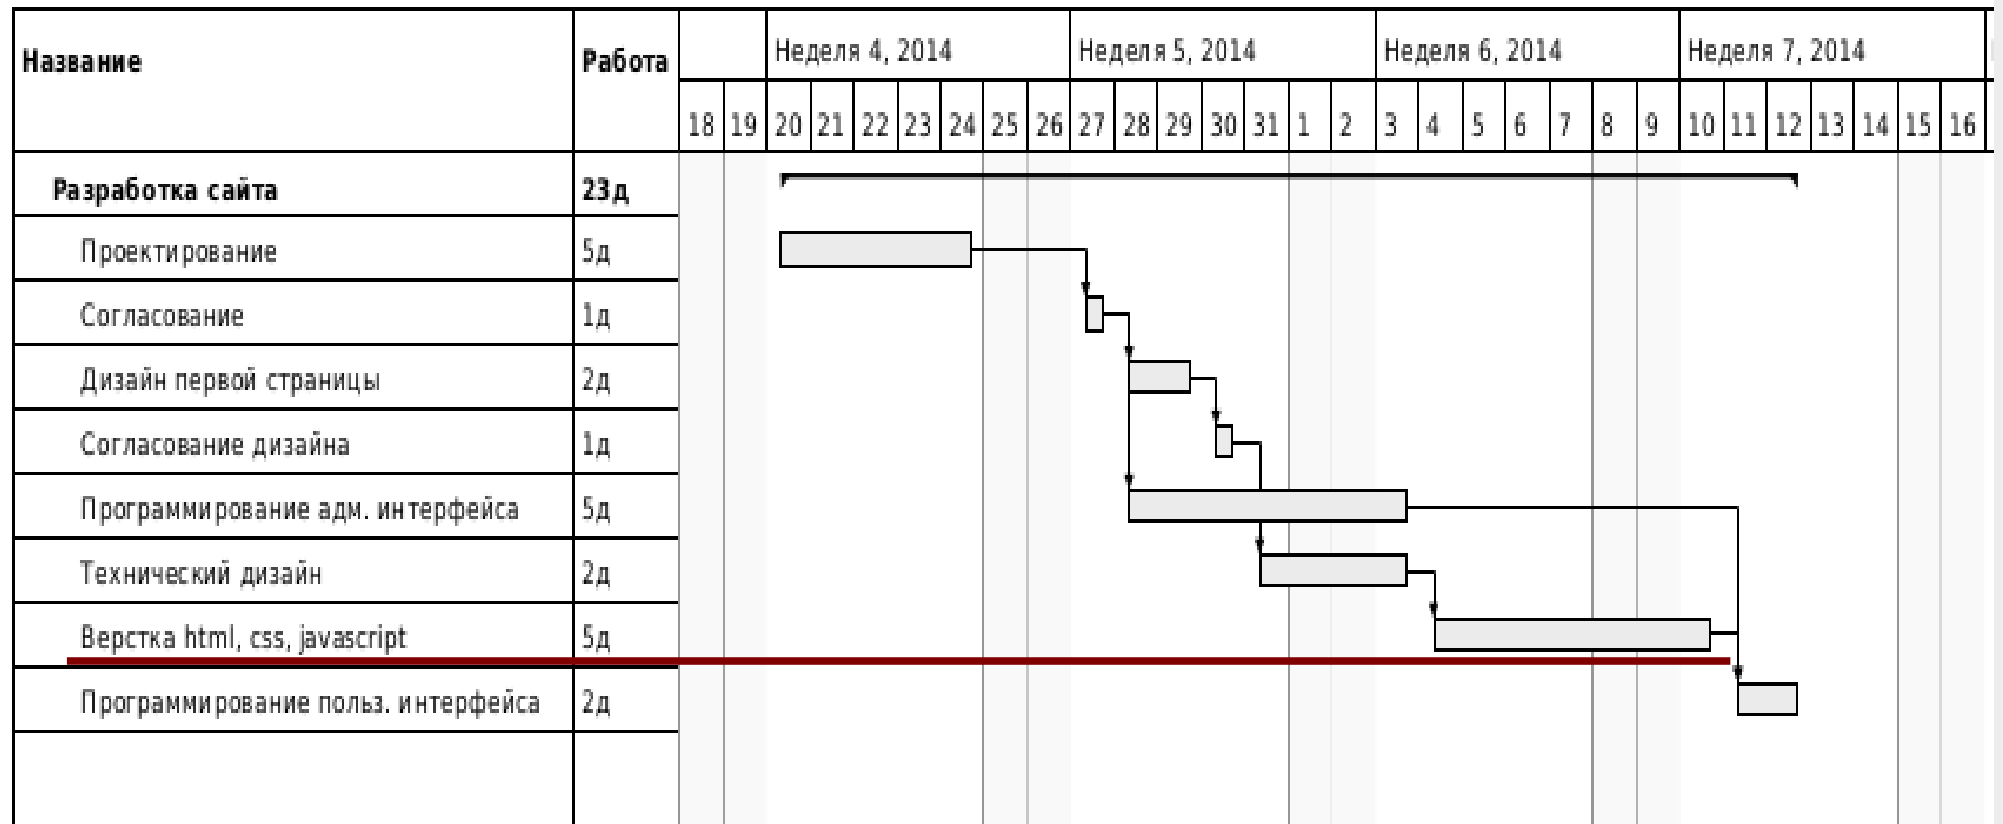 Название Работа Неделя 4, 2014 Неделя 5, 2014 Неделя 6, 2014 Неделя 7, 2014
18 19 20 21 22 23 24 25 26 27 28 29 30 31 1 2 3 4 5 6 7 8 9 10 11 12 13 14 15 16
Разработка сайта 23д
Проектирование 5д
Согласование 1д
Дизайн первой страницы 2д
Согласование дизайна 1д
Программирование адм. интерфейса 5д
Технический дизайн 2д
Верстка html, css, javascript 5д
Программирование польз. интерфейса 2д